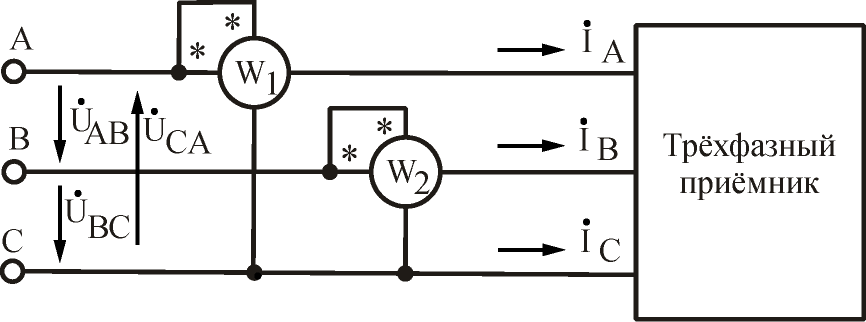 A
* *
W1
İA
U̇AB
U̇CA
B
* *
W2
İB
Трёхфазный
приёмник
U̇BC
C
İC